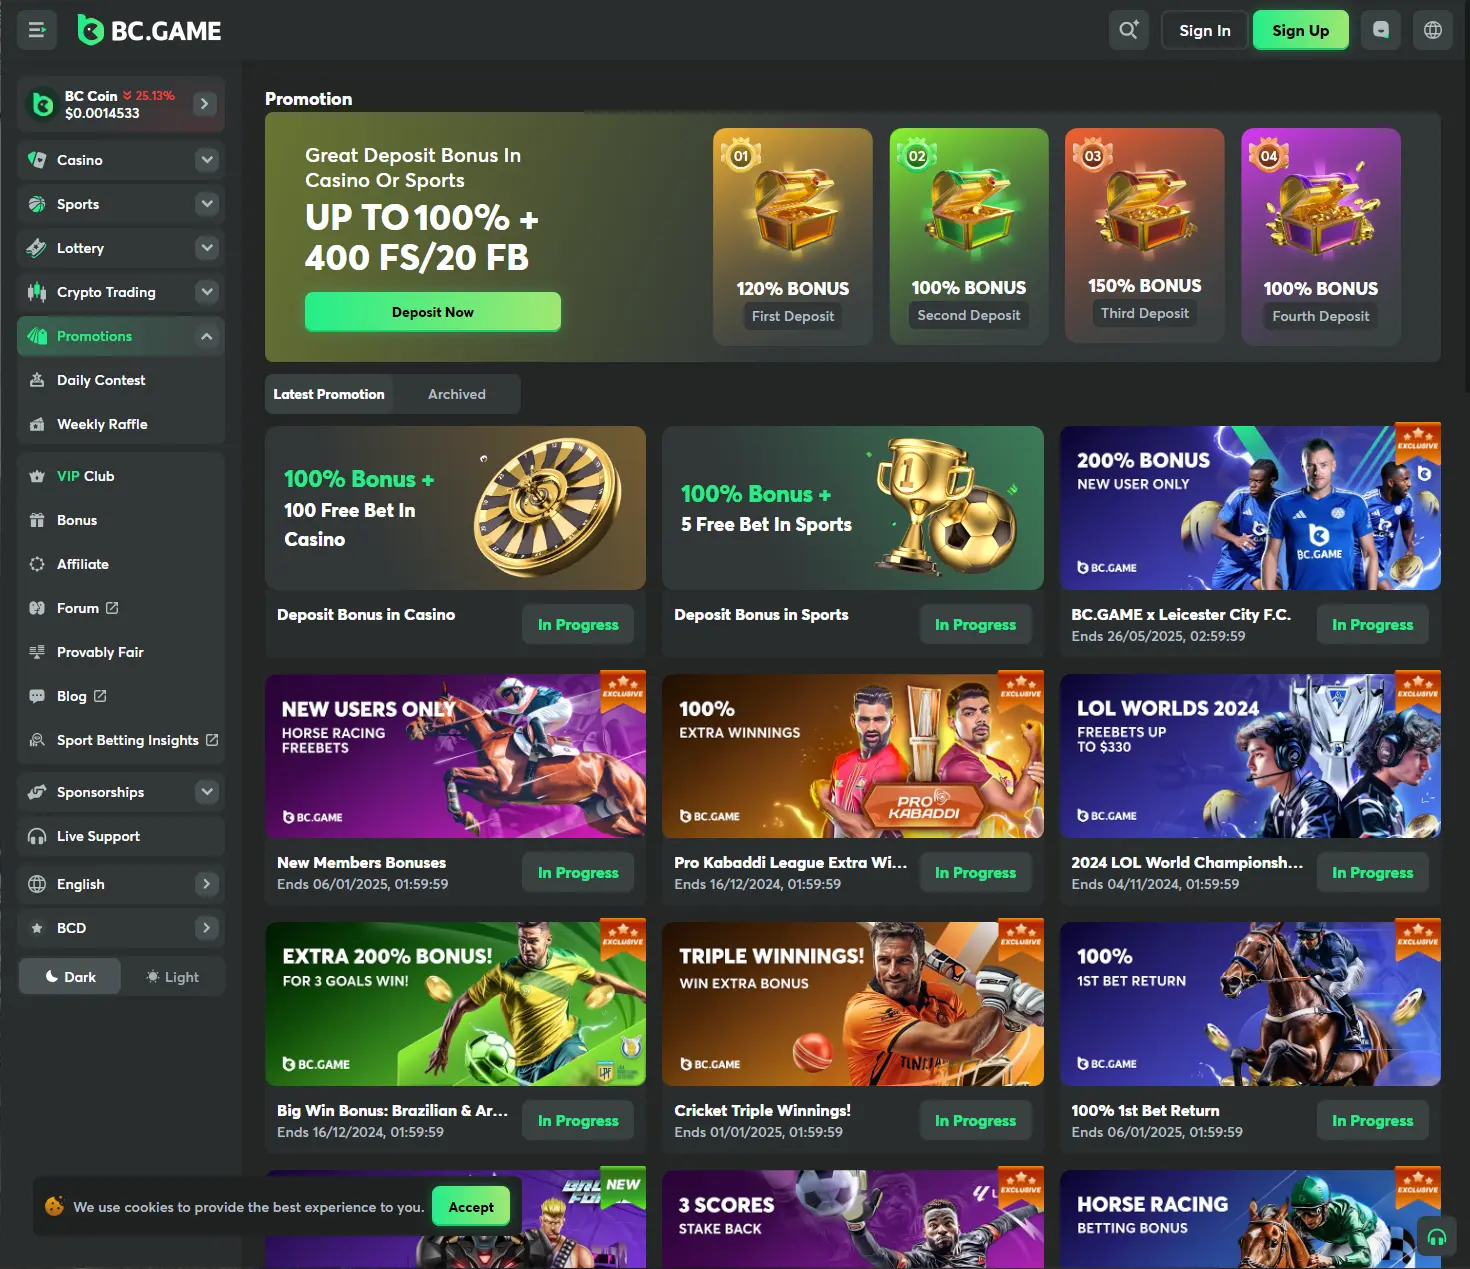 BC.GAME
Sign In
Sign Up
BC Coin 25.13%
$0.0014533
Casino
Sports
Lottery
Crypto Trading
Promotions
Daily Contest
Weekly Raffle
VIP Club
Bonus
Affiliate
Forum
Provably Fair
Blog
Sport Betting Insights
Sponsorships
Live Support
English
BCD
Dark
Light
Promotion
Great Deposit Bonus In
Casino Or Sports
UP TO 100% +
400 FS/20 FB
Deposit Now
01
120% BONUS
First Deposit
02
100% BONUS
Second Deposit
03
150% BONUS
Third Deposit
04
100% BONUS
Fourth Deposit
Latest Promotion
Archived
100% Bonus +
100 Free Bet In
Casino
Deposit Bonus in Casino
In Progress
100% Bonus +
5 Free Bet In Sports
1
Deposit Bonus in Sports
In Progress
EXCLUSIVE
200% BONUS
NEW USER ONLY
BC.GAME
BC.GAME
BC.GAME x Leicester City F.C.
Ends 26/05/2025, 02:59:59
In Progress
EXCLUSIVE
NEW USERS ONLY
HORSE RACING
FREEBETS
BC.GAME
New Members Bonuses
Ends 06/01/2025, 01:59:59
In Progress
EXCLUSIVE
100%
EXTRA WINNINGS
PRO
KABADDI
BC.GAME
Pro Kabaddi League Extra Wi...
Ends 16/12/2024, 01:59:59
In Progress
EXCLUSIVE
LOL WORLDS 2024
FREEBETS UP
TO $330
BC.GAME
2024 LOL World Championsh...
Ends 04/11/2024, 01:59:59
In Progress
EXCLUSIVE
EXTRA 200% BONUS!
FOR 3 GOALS WIN!
BC.GAME
LPF
Big Win Bonus: Brazilian & Ar...
Ends 16/12/2024, 01:59:59
In Progress
EXCLUSIVE
TRIPLE WINNINGS!
WIN EXTRA BONUS
BC.GAME
Cricket Triple Winnings!
Ends 01/01/2025, 01:59:59
In Progress
EXCLUSIVE
100%
1ST BET RETURN
BC.GAME
100% 1st Bet Return
Ends 06/01/2025, 01:59:59
In Progress
NEW
EXCLUSIVE
3 SCORES
STAKE BACK
EXCLUSIVE
HORSE RACING
BETTING BONUS
We use cookies to provide the best experience to you.
Accept